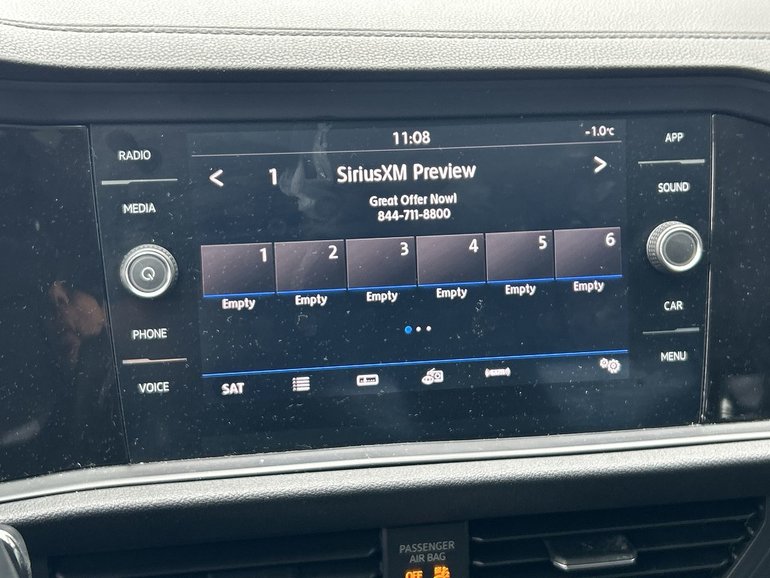 11:08
-1.0°C
RADIO
MEDIA
PHONE
VOICE
< 1 SiriusXM Preview >
Great Offer Now!
844-711-8800
1 2 3 4 5 6
Empty Empty Empty Empty Empty Empty
SAT
APP
SOUND
CAR
MENU
PASSENGER
AIR BAG
OFF